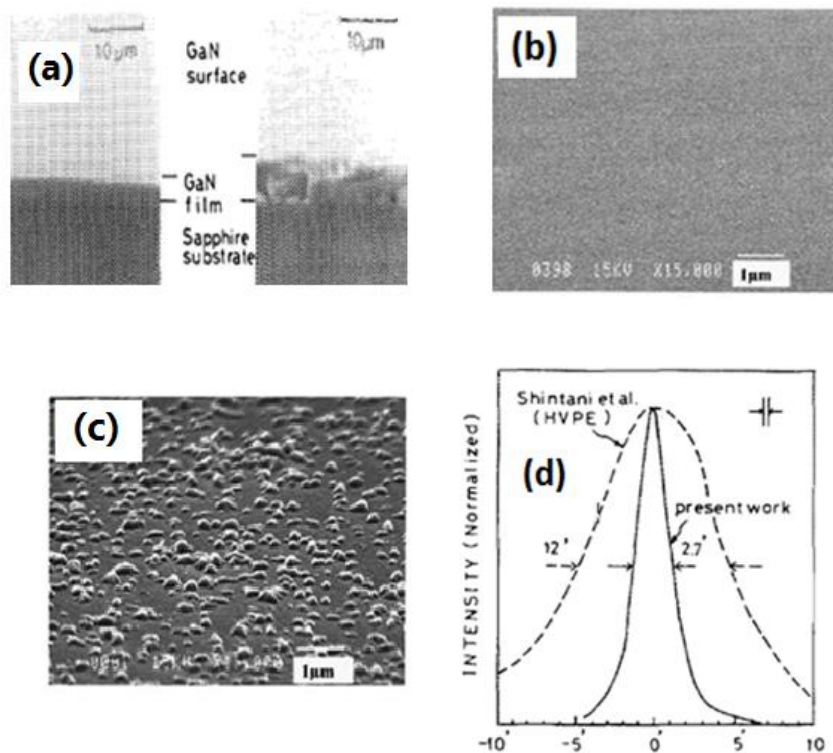 (a)
10μm
GaN
surface
10μm
GaN
film
Sapphire
substrate
(b)
0398 15KV X15,000 1μm
(c)
1μm
(d)
Shintani et al.
(HVPE)
present work
12'
2.7'
INTENSITY (Normalized)
-10'
-5'
0'
5'
10